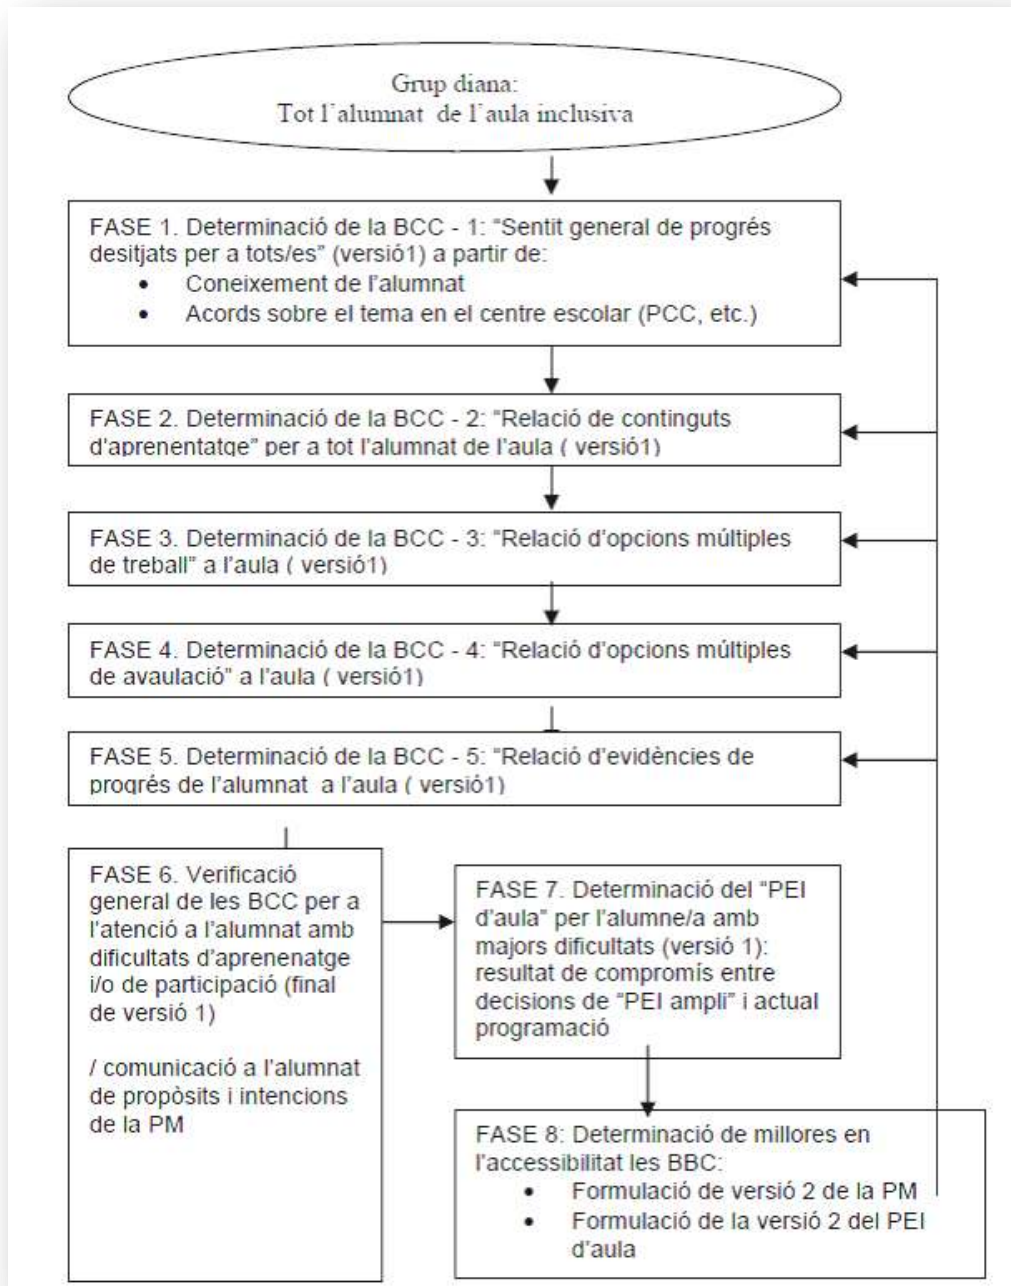 Grup diana:
Tot l`alumnat de l`aula inclusiva
FASE 1. Determinació de la BCC - 1: “Sentit general de progrés
desitjats per a tots/es” (versió1) a partir de:
• Coneixement de l’alumnat
• Acords sobre el tema en el centre escolar (PCC, etc.)
FASE 2. Determinació de la BCC - 2: “Relació de continguts
d’aprenentatge” per a tot l’alumnat de l’aula ( versió1)
FASE 3. Determinació de la BCC - 3: “Relació d’opcions múltiples
de treball” a l’aula ( versió1)
FASE 4. Determinació de la BCC - 4: “Relació d’opcions múltiples
de avaulació” a l’aula ( versió1)
FASE 5. Determinació de la BCC - 5: “Relació d’evidències de
progrés de l’alumnat a l’aula ( versió1)
FASE 6. Verificació
general de les BCC per a
l’atenció a l’alumnat amb
dificultats d’aprenenatge
i/o de participació (final
de versió 1)
/ comunicació a l’alumnat
de propòsits i intencions
de la PM
FASE 7. Determinació del “PEI
d’aula” per l’alumne/a amb
majors dificultats (versió 1):
resultat de compromís entre
decisions de “PEI ampli” i actual
programació
FASE 8: Determinació de millores en
l’accessibilitat les BBC:
• Formulació de versió 2 de la PM
• Formulació de la versió 2 del PEI
d’aula